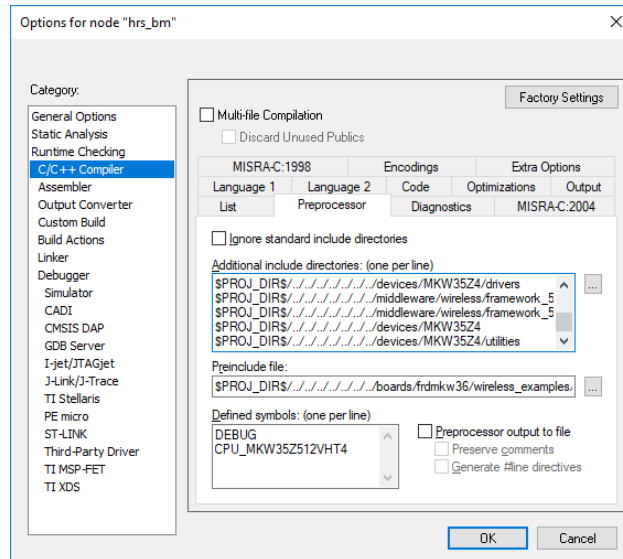 Options for node "hrs_bm"
Category:
General Options
Static Analysis
Runtime Checking
C/C++ Compiler
Assembler
Output Converter
Custom Build
Build Actions
Linker
Debugger
Simulator
CADI
CMSIS DAP
GDB Server
I-jet/JTAGjet
J-Link/J-Trace
TI Stellaris
PE micro
ST-LINK
Third-Party Driver
TI MSP-FET
TI XDS
Factory Settings
Multi-file Compilation
Discard Unused Publics
MISRA-C:1998 Encodings Extra Options
Language 1 Language 2 Code Optimizations Output
List Preprocessor Diagnostics MISRA-C:2004
Ignore standard include directories
Additional include directories: (one per line)
$PROJ_DIR$/../../../../../../../devices/MKW35Z4/drivers
$PROJ_DIR$/../../../../../../../middleware/wireless/framework_5
$PROJ_DIR$/../../../../../../../middleware/wireless/framework_5
$PROJ_DIR$/../../../../../../../devices/MKW35Z4
$PROJ_DIR$/../../../../../../../devices/MKW35Z4/utilities
...
Preinclude file:
$PROJ_DIR$/../../../../../../../boards/frdmkw36/wireless_examples/
...
Defined symbols: (one per line)
DEBUG
CPU_MKW35Z512VHT4
Preprocessor output to file
Preserve comments
Generate #line directives
OK Cancel